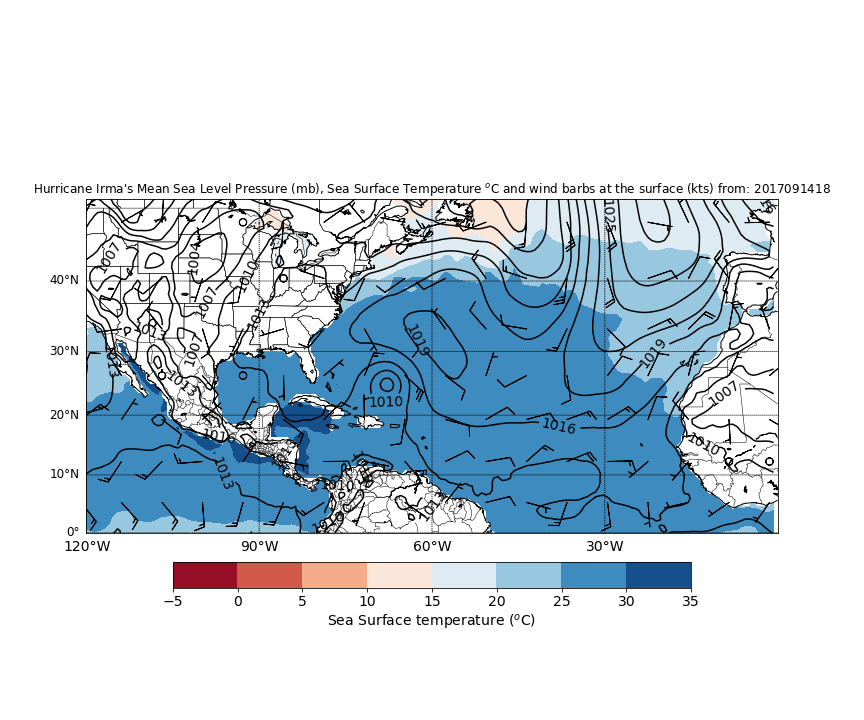 Hurricane Irma's Mean Sea Level Pressure (mb), Sea Surface Temperature °C and wind barbs at the surface (kts) from: 2017091418
1025
1007
1004
1010
1007
1013
1019
1007
1019
1013
1013
1010
1007
1016
1016
1010
1013
1010
40°N
30°N
20°N
10°N
0°
120°W 90°W 60°W 30°W
−5 0 5 10 15 20 25 30 35
Sea Surface temperature (°C)